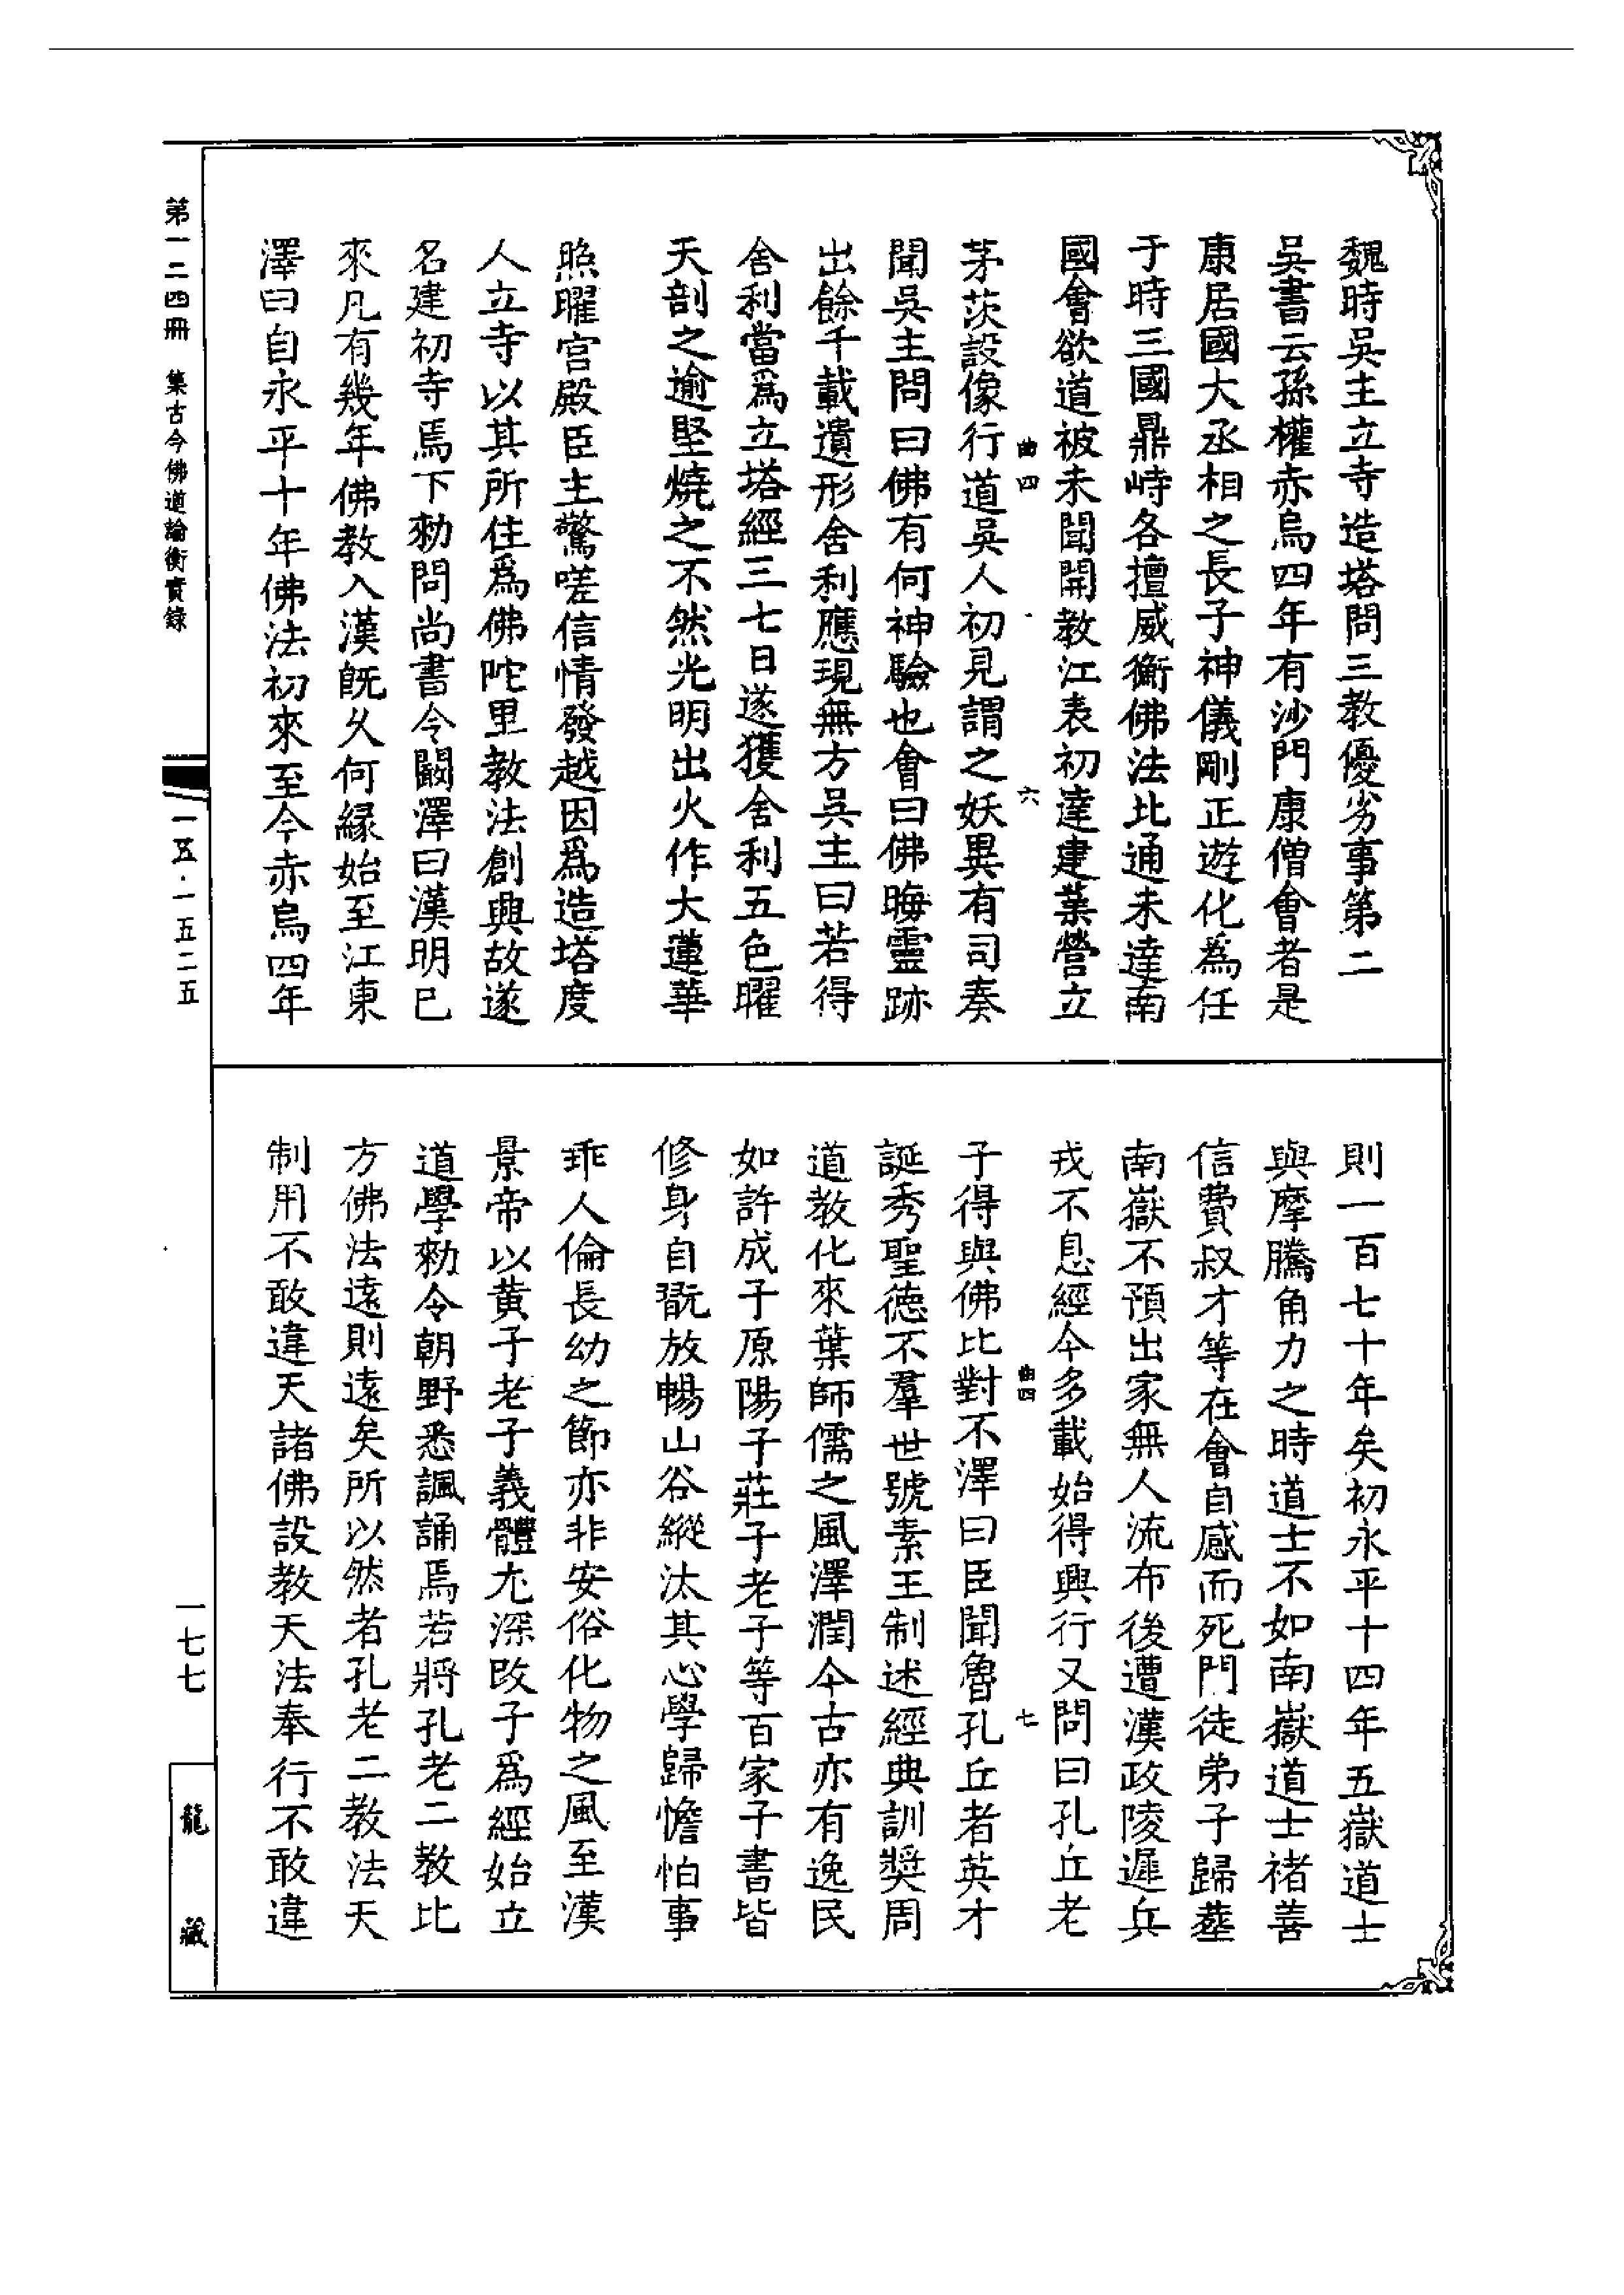 魏時吳主立寺造塔問三教優劣事第二
吳書云孫權赤烏四年有沙門康僧會者是
康居國大丞相之長子神儀剛正遊化為任
于時三國鼎峙各擅威衡佛法比通未達南
國會欲道被未聞開教江表初達建業營立
曲四　六
茅茨設像行道吳人初見謂之妖異有司奏
聞吳主問曰佛有何神驗也會曰佛晦靈跡
出餘千載遺形舍利應現無方吳主曰若得
舍利當為立塔經三七日遂獲舍利五色曜
天剖之逾堅燒之不然光明出火作大蓮華
照曜宮殿臣主驚嗟信情發越因為造塔度
人立寺以其所住為佛陀里教法創興故遂
名建初寺焉下勑問尚書令闞澤曰漢明已
來凡有幾年佛教入漢旣久何緣始至江東
澤曰自永平十年佛法初來至今赤烏四年
則一百七十年矣初永平十四年五嶽道士
與摩騰角力之時道士不如南嶽道士褚善
信費叔才等在會自感而死門徒弟子歸葬
南嶽不預出家無人流布後遭漢政陵遲兵
戎不息經今多載始得興行又問曰孔丘老
曲四　七
子得與佛比對不澤曰臣聞魯孔丘者英才
誕秀聖德不羣世號素王制述經典訓奬周
道教化來葉師儒之風澤潤今古亦有逸民
如許成子原陽子莊子老子等百家子書皆
修身自翫放暢山谷縱汰其心學歸憺怕事
乖人倫長幼之節亦非安俗化物之風至漢
景帝以黃子老子義體尤深改子為經始立
道學勑令朝野悉諷誦焉若將孔老二教比
方佛法遠則遠矣所以然者孔老二教法天
制用不敢違天諸佛設教天法奉行不敢違
第一二四冊　集古今佛道論衡實錄
一五·一五二五
一七七
龍藏